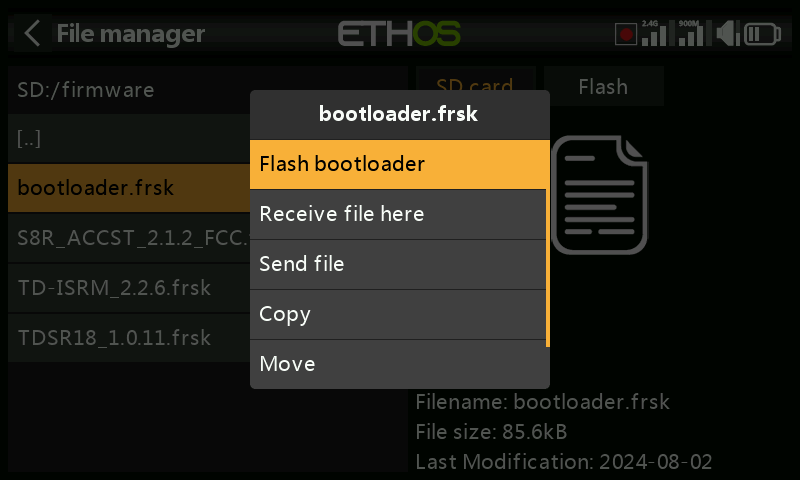 File manager
ETHOS
2.4G
900M
SD:/firmware
SD card
Flash
[..]
bootloader.frsk
S8R_ACCST_2.1.2_FCC.
TD-ISRM_2.2.6.frsk
TDSR18_1.0.11.frsk
bootloader.frsk
Flash bootloader
Receive file here
Send file
Copy
Move
Filename: bootloader.frsk
File size: 85.6kB
Last Modification: 2024-08-02